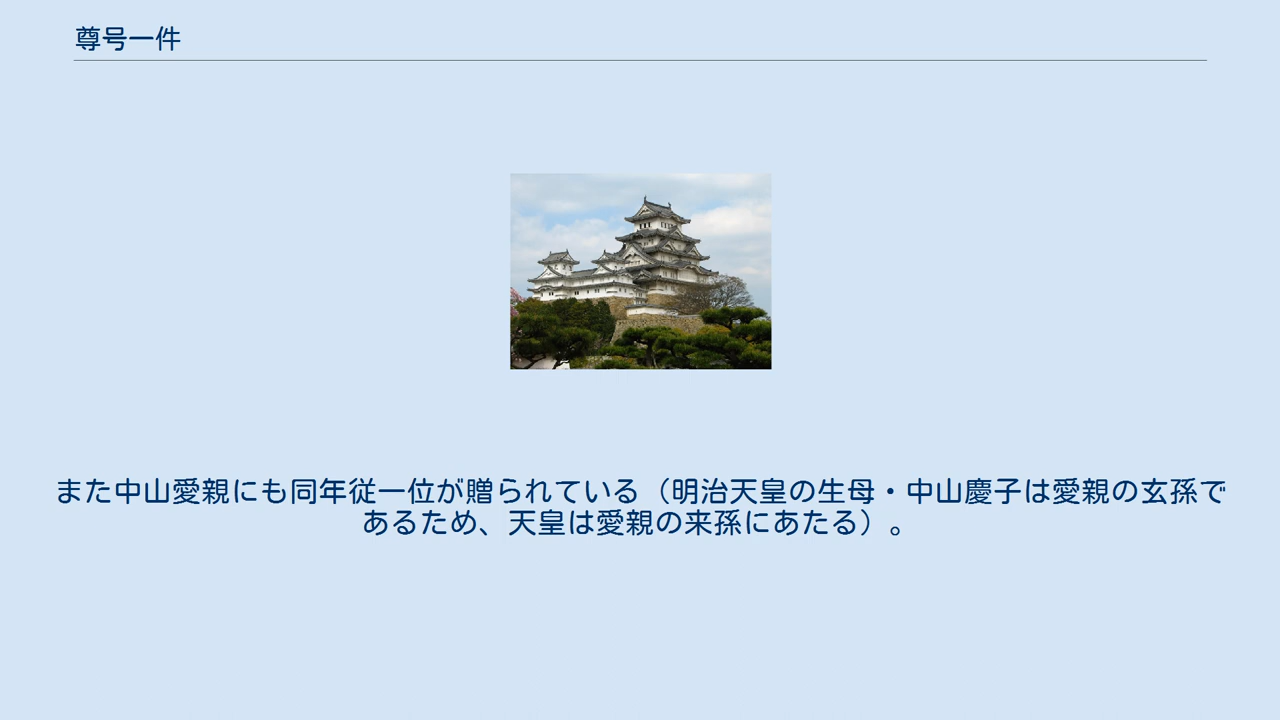 尊号一件
また中山愛親にも同年従一位が贈られている（明治天皇の生母・中山慶子は愛親の玄孫で
あるため、天皇は愛親の来孫にあたる）。